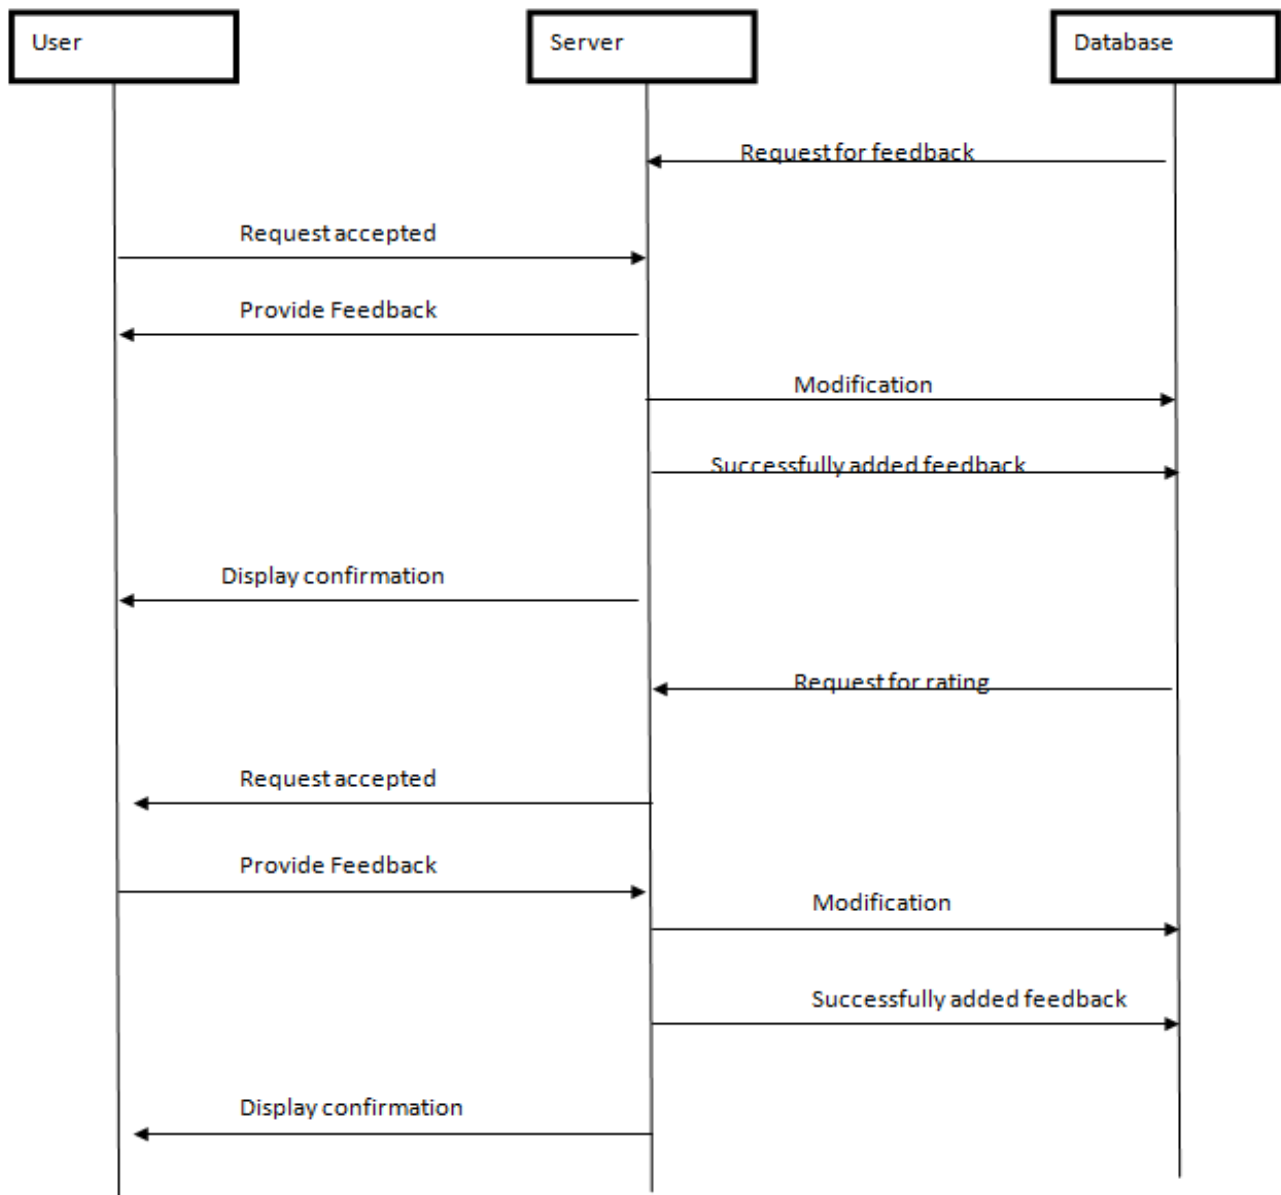 User
Server
Database
Request for feedback
Request accepted
Provide Feedback
Modification
Successfully added feedback
Display confirmation
Request for rating
Request accepted
Provide Feedback
Modification
Successfully added feedback
Display confirmation